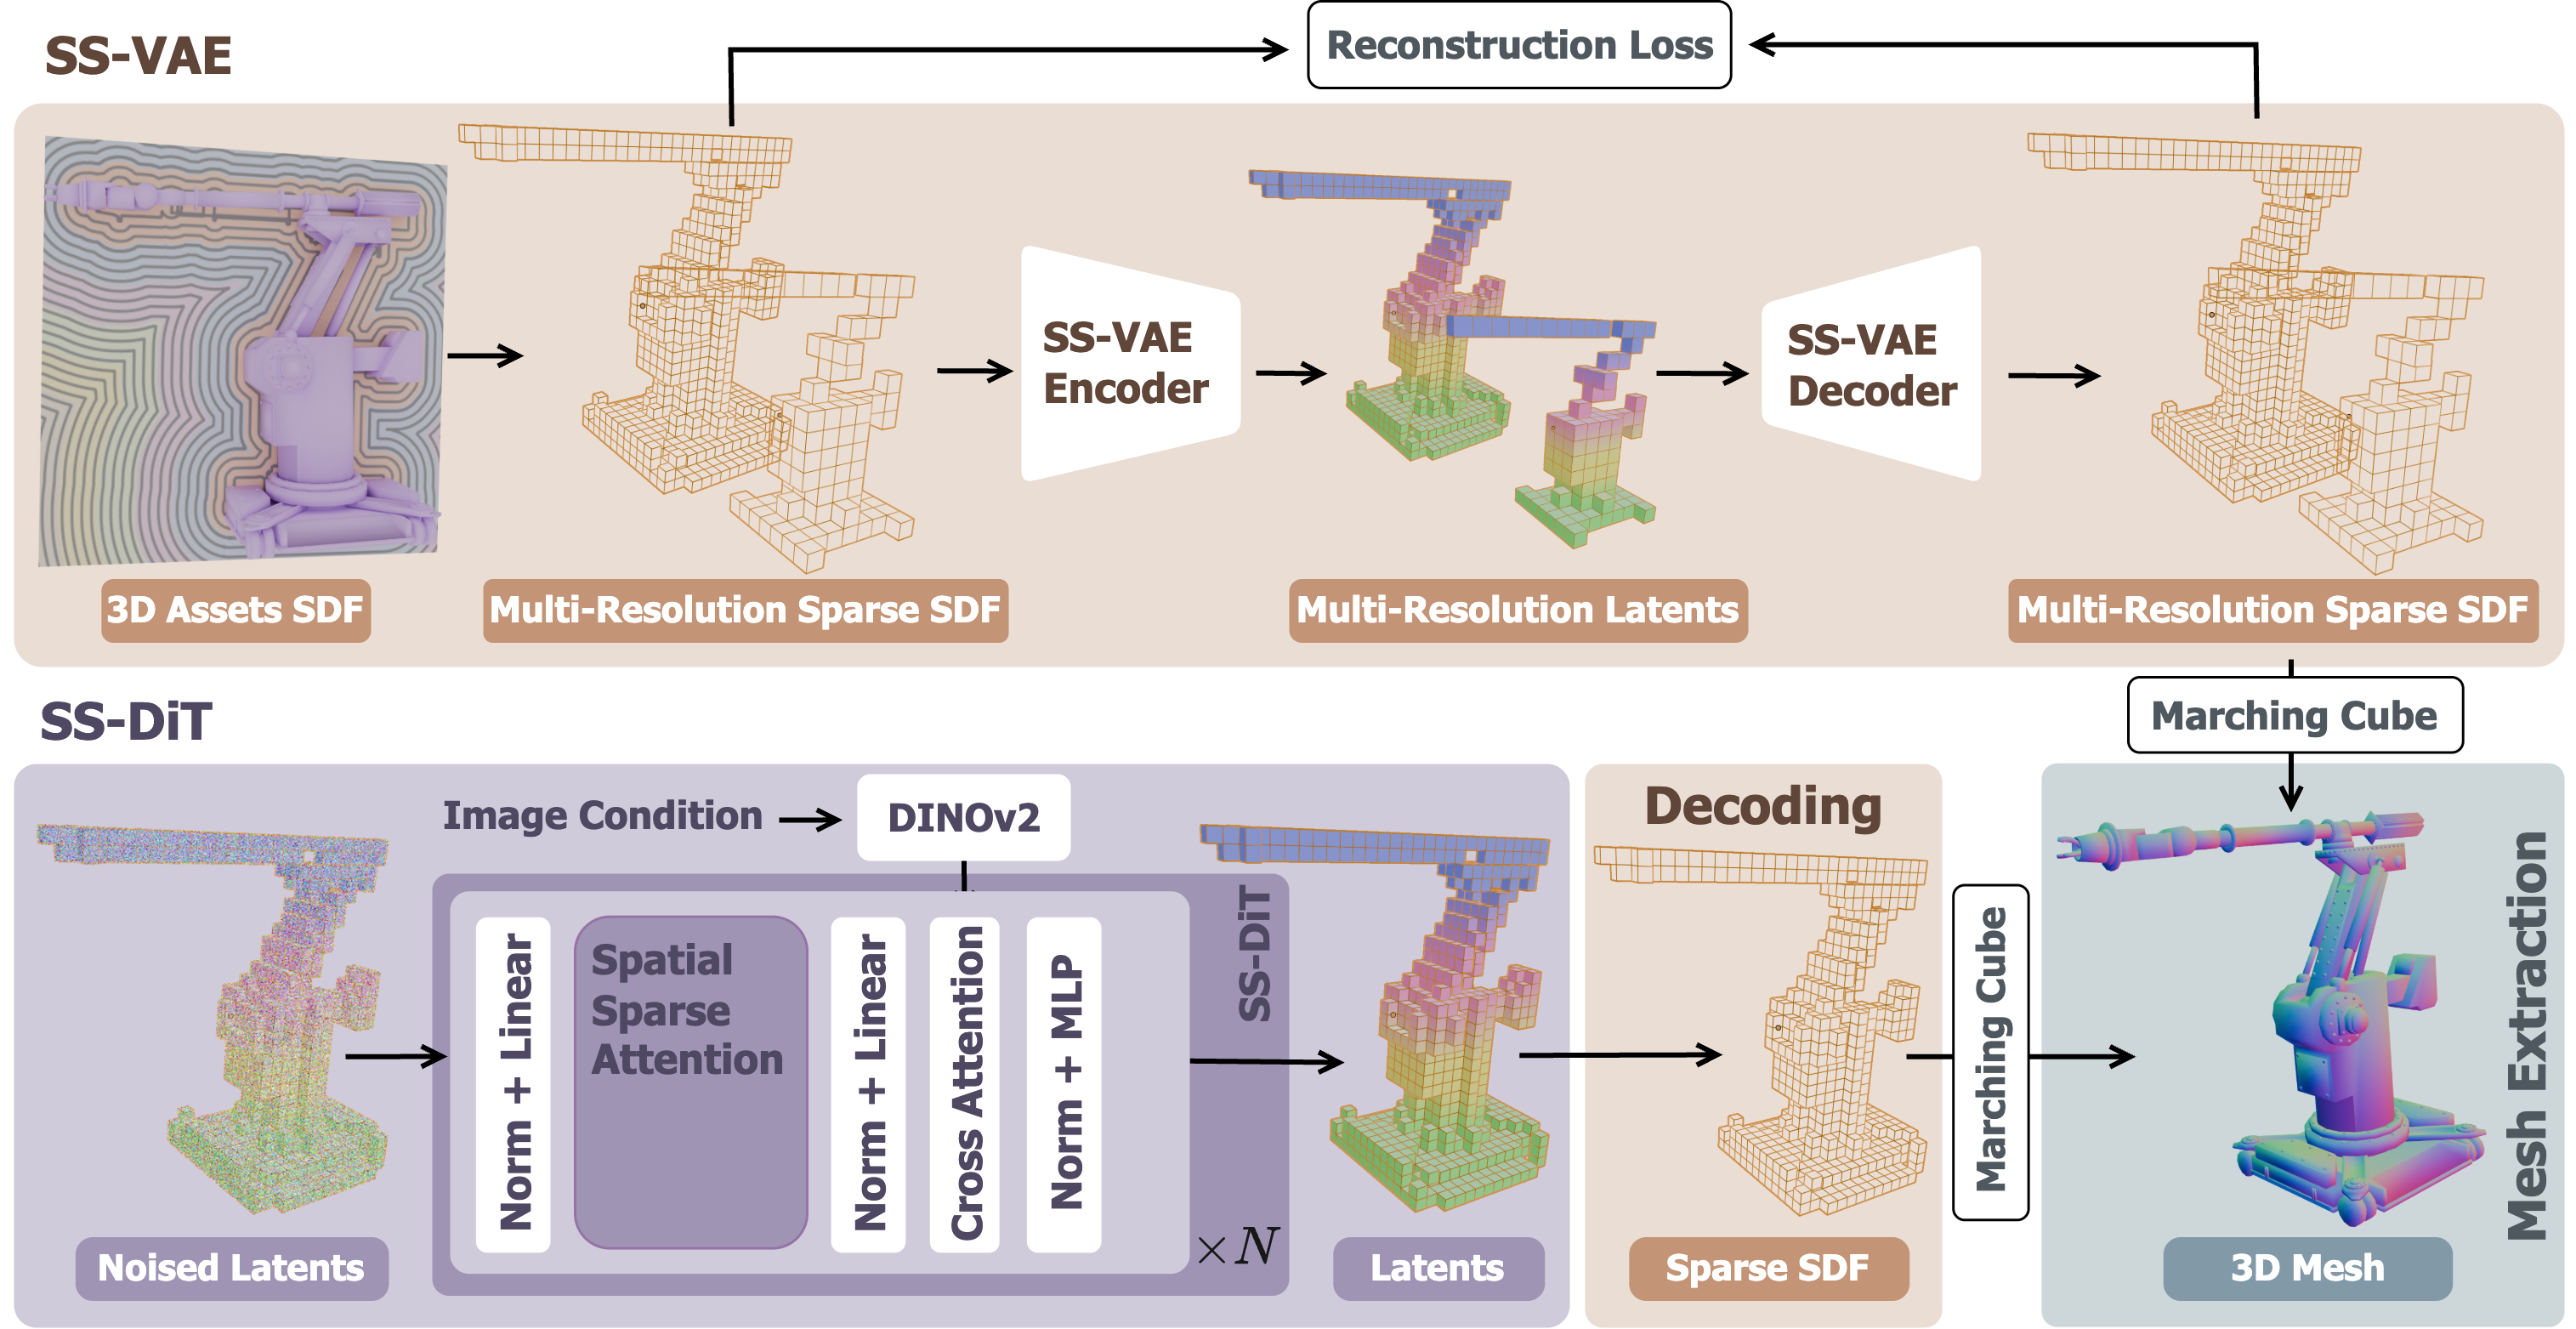 SS-VAE
Reconstruction Loss
SS-VAE
Encoder
SS-VAE
Decoder
3D Assets SDF
Multi-Resolution Sparse SDF
Multi-Resolution Latents
Multi-Resolution Sparse SDF
Marching Cube
SS-DiT
Image Condition
DINOv2
Norm + Linear
Spatial
Sparse
Attention
Norm + Linear
Cross Attention
Norm + MLP
SS-DiT
×N
Noised Latents
Latents
Decoding
Sparse SDF
Marching Cube
Mesh Extraction
3D Mesh